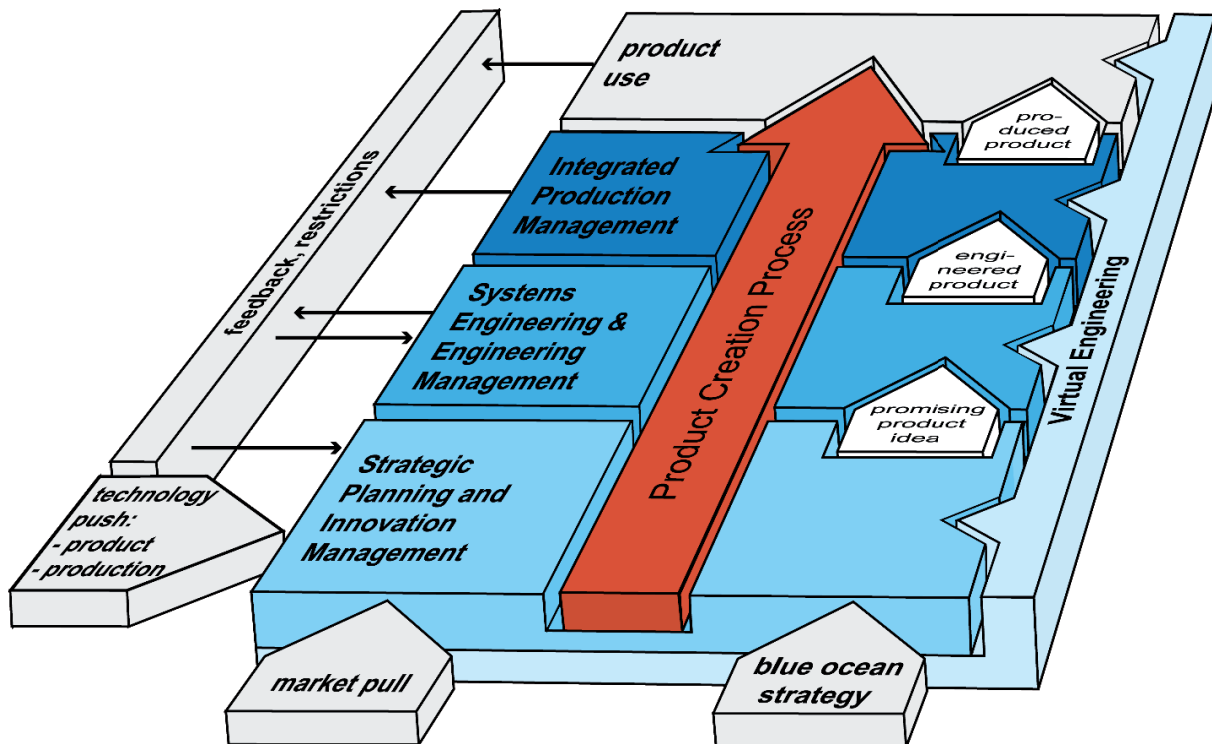 product
use
pro-
duced
product
Integrated
Production
Management
feedback, restrictions
engi-
neered
product
Systems
Engineering &
Engineering
Management
Product Creation Process
Virtual Engineering
promising
product
idea
Strategic
Planning and
Innovation
Management
technology
push:
- product
- production
market pull
blue ocean
strategy